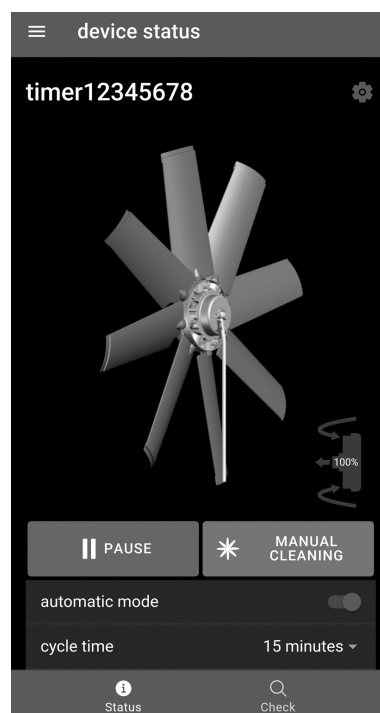 device status
timer12345678
100%
PAUSE
MANUAL
CLEANING
automatic mode
cycle time 15 minutes
Status Check